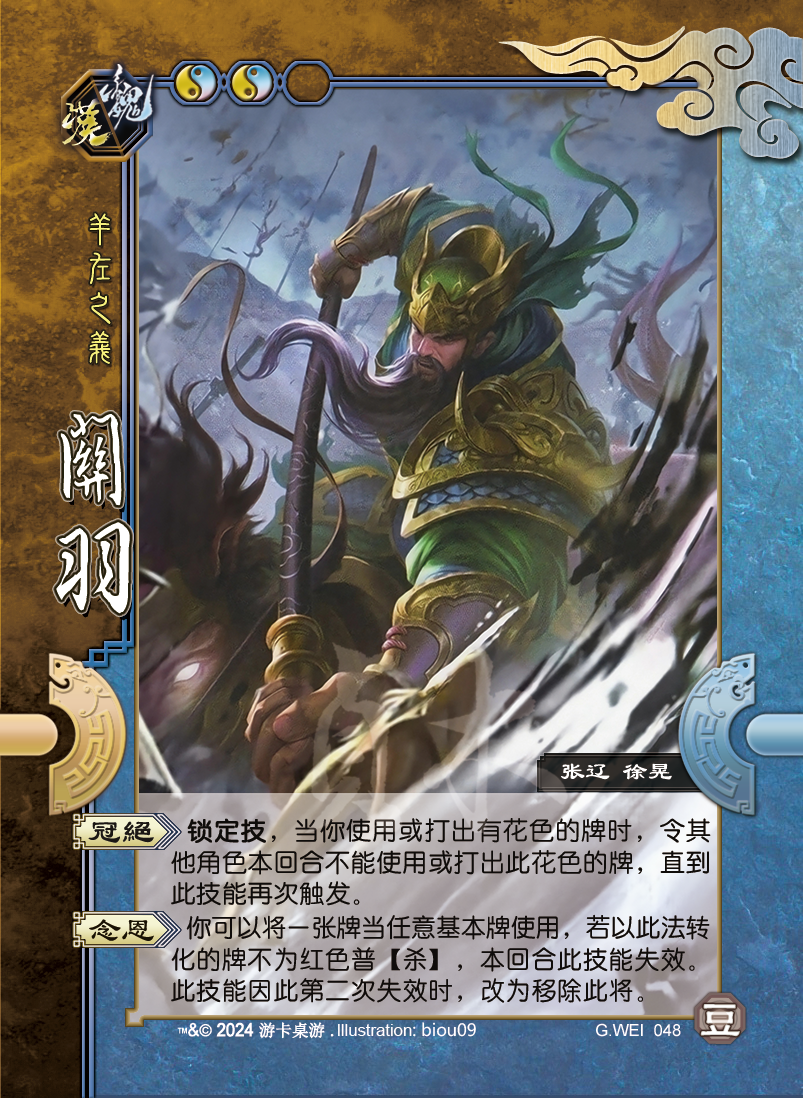 漢 魏
羊左之義
關羽
张辽 徐晃
冠絕 锁定技，当你使用或打出有花色的牌时，令其
他角色本回合不能使用或打出此花色的牌，直到
此技能再次触发。
念恩 你可以将一张牌当任意基本牌使用，若以此法转
化的牌不为红色普【杀】，本回合此技能失效。
此技能因此第二次失效时，改为移除此将。
™&© 2024 游卡桌游 . Illustration: biou09
G.WEI 048
豆